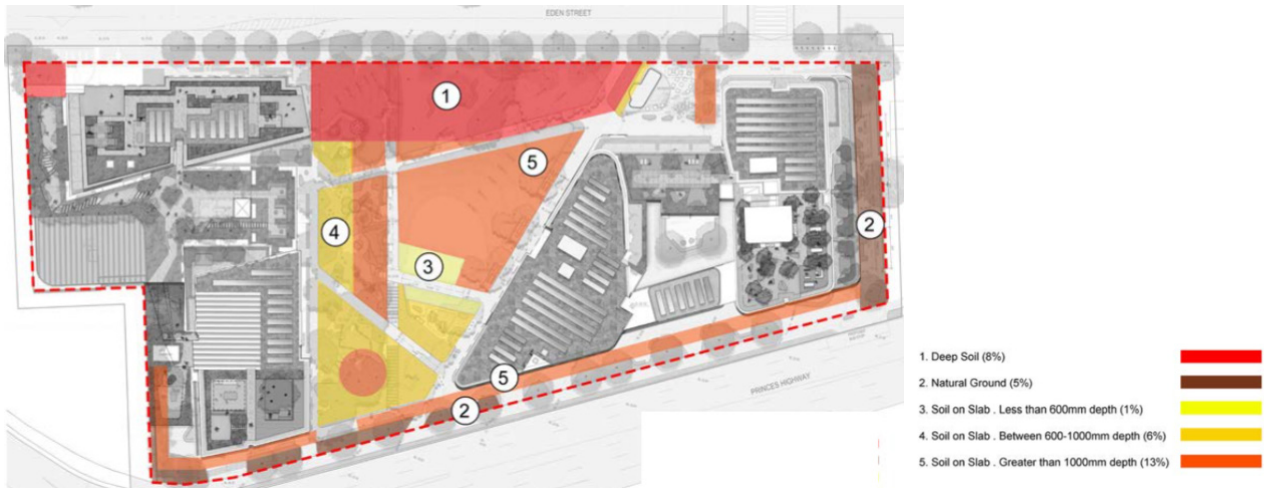 EDEN STREET
1
5
4
2
3
5
2
PRINCES HIGHWAY
1. Deep Soil (8%)
2. Natural Ground (5%)
3. Soil on Slab . Less than 600mm depth (1%)
4. Soil on Slab . Between 600-1000mm depth (6%)
5. Soil on Slab . Greater than 1000mm depth (13%)